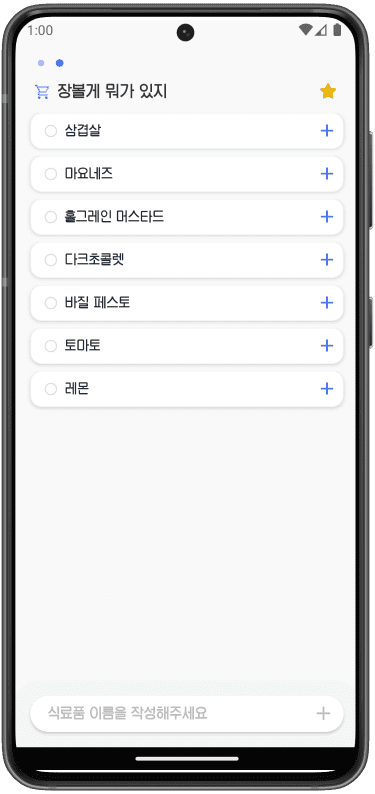 1:00
장볼게 뭐가 있지
삼겹살
마요네즈
홀그레인 머스타드
다크초콜렛
바질 페스토
토마토
레몬
식료품 이름을 작성해주세요